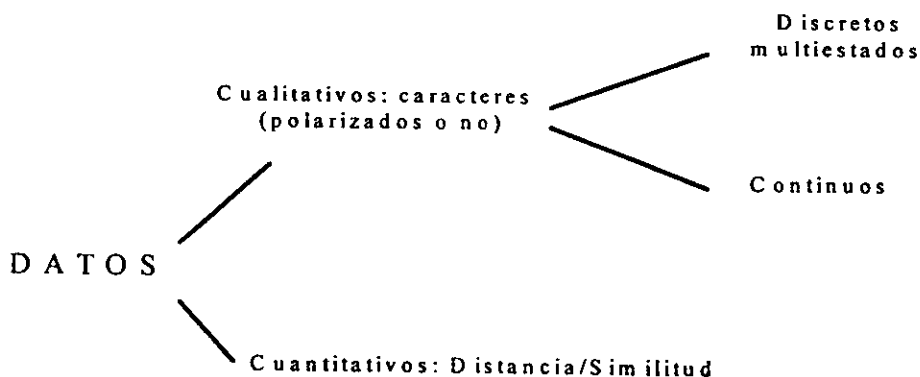 Discretos
multiestados
Cualitativos: caracteres
(polarizados o no)
Continuos
DATOS
Cuantitativos: Distancia/Similitud